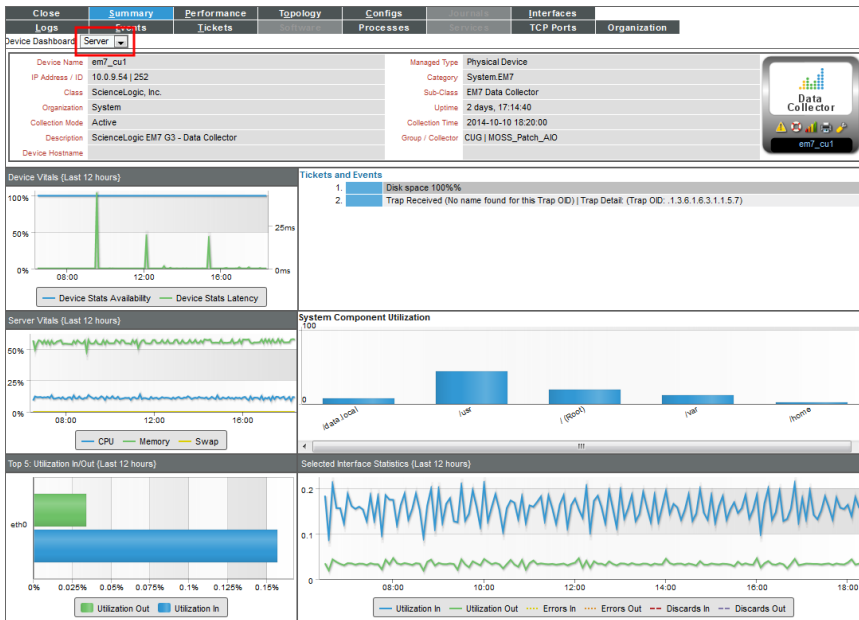 Close Summary Performance Topology Configs Journals Interfaces
Logs Events Tickets Software Processes Services TCP Ports Organization
Device Dashboard Server
Device Name em7_cu1 Managed Type Physical Device
IP Address / ID 10.0.9.54 | 252 Category System.EM7
Class ScienceLogic, Inc. Sub-Class EM7 Data Collector
Organization System Uptime 2 days, 17:14:40
Collection Mode Active Collection Time 2014-10-10 18:20:00
Description ScienceLogic EM7 G3 - Data Collector Group / Collector CUG | MOSS_Patch_AIO
Device Hostname
Data
Collector
em7_cu1
Device Vitals {Last 12 hours}
100%
50%
0%
25ms
0ms
08:00 12:00 16:00
Device Stats Availability Device Stats Latency
Tickets and Events
1. Disk space 100%%
2. Trap Received (No name found for this Trap OID) | Trap Detail: (Trap OID: .1.3.6.1.6.3.1.1.5.7)
Server Vitals {Last 12 hours}
50%
25%
0%
08:00 12:00 16:00
CPU Memory Swap
System Component Utilization
100
0
/data.local /usr / (Root) /var /home
Top 5: Utilization In/Out {Last 12 hours}
eth0
0% 0.025% 0.05% 0.075% 0.10% 0.125% 0.15%
Utilization Out Utilization In
Selected Interface Statistics {Last 12 hours}
0.2
0.1
0
08:00 10:00 12:00 14:00 16:00 18:00
Utilization In Utilization Out Errors In Errors Out Discards In Discards Out